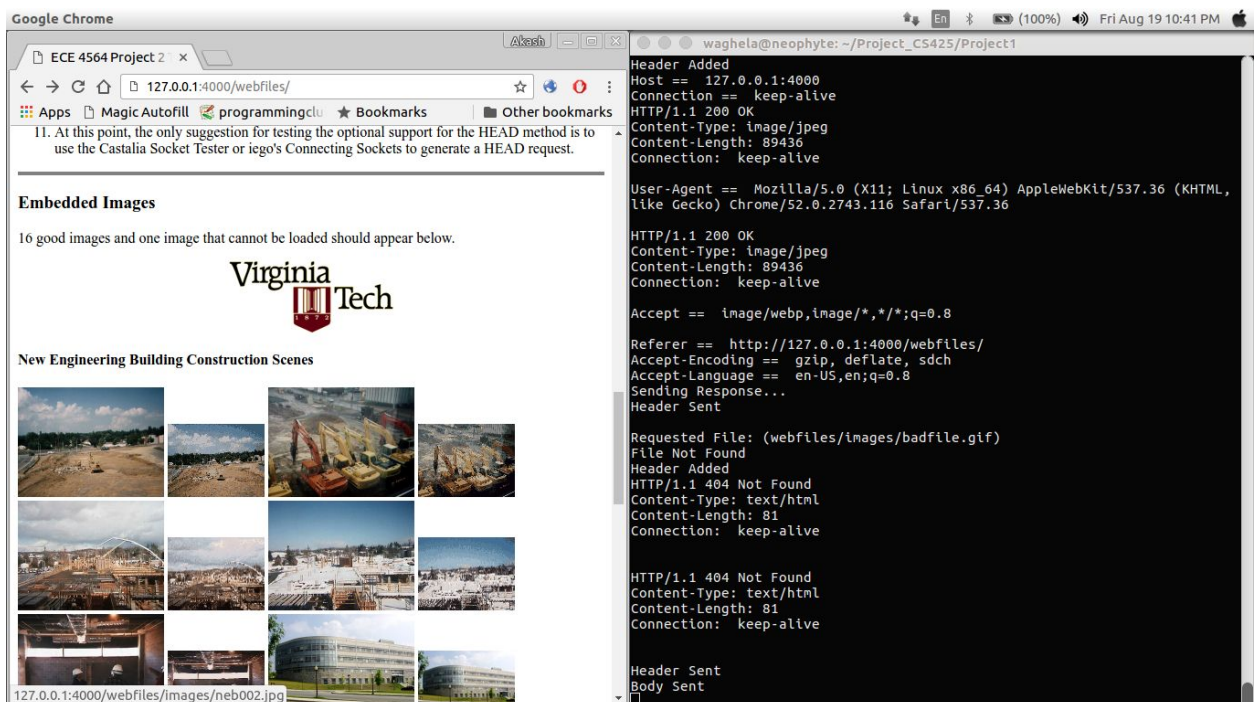 Google Chrome
En
(100%)
Fri Aug 19 10:41 PM
Akash
ECE 4564 Project 2 T
127.0.0.1:4000/webfiles/
Apps
Magic Autofill
programmingclu
Bookmarks
Other bookmarks
11. At this point, the only suggestion for testing the optional support for the HEAD method is to
use the Castalia Socket Tester or iego's Connecting Sockets to generate a HEAD request.
Embedded Images
16 good images and one image that cannot be loaded should appear below.
Virginia
Tech
1872
New Engineering Building Construction Scenes
127.0.0.1:4000/webfiles/images/neb002.jpg
waghela@neophyte: ~/Project_CS425/Project1
Header Added
Host ==  127.0.0.1:4000
Connection ==  keep-alive
HTTP/1.1 200 OK
Content-Type: image/jpeg
Content-Length: 89436
Connection:  keep-alive
User-Agent ==  Mozilla/5.0 (X11; Linux x86_64) AppleWebKit/537.36 (KHTML,
like Gecko) Chrome/52.0.2743.116 Safari/537.36
HTTP/1.1 200 OK
Content-Type: image/jpeg
Content-Length: 89436
Connection:  keep-alive
Accept ==  image/webp,image/*,*/*;q=0.8
Referer ==  http://127.0.0.1:4000/webfiles/
Accept-Encoding ==  gzip, deflate, sdch
Accept-Language ==  en-US,en;q=0.8
Sending Response...
Header Sent
Requested File: (webfiles/images/badfile.gif)
File Not Found
Header Added
HTTP/1.1 404 Not Found
Content-Type: text/html
Content-Length: 81
Connection:  keep-alive
HTTP/1.1 404 Not Found
Content-Type: text/html
Content-Length: 81
Connection:  keep-alive
Header Sent
Body Sent